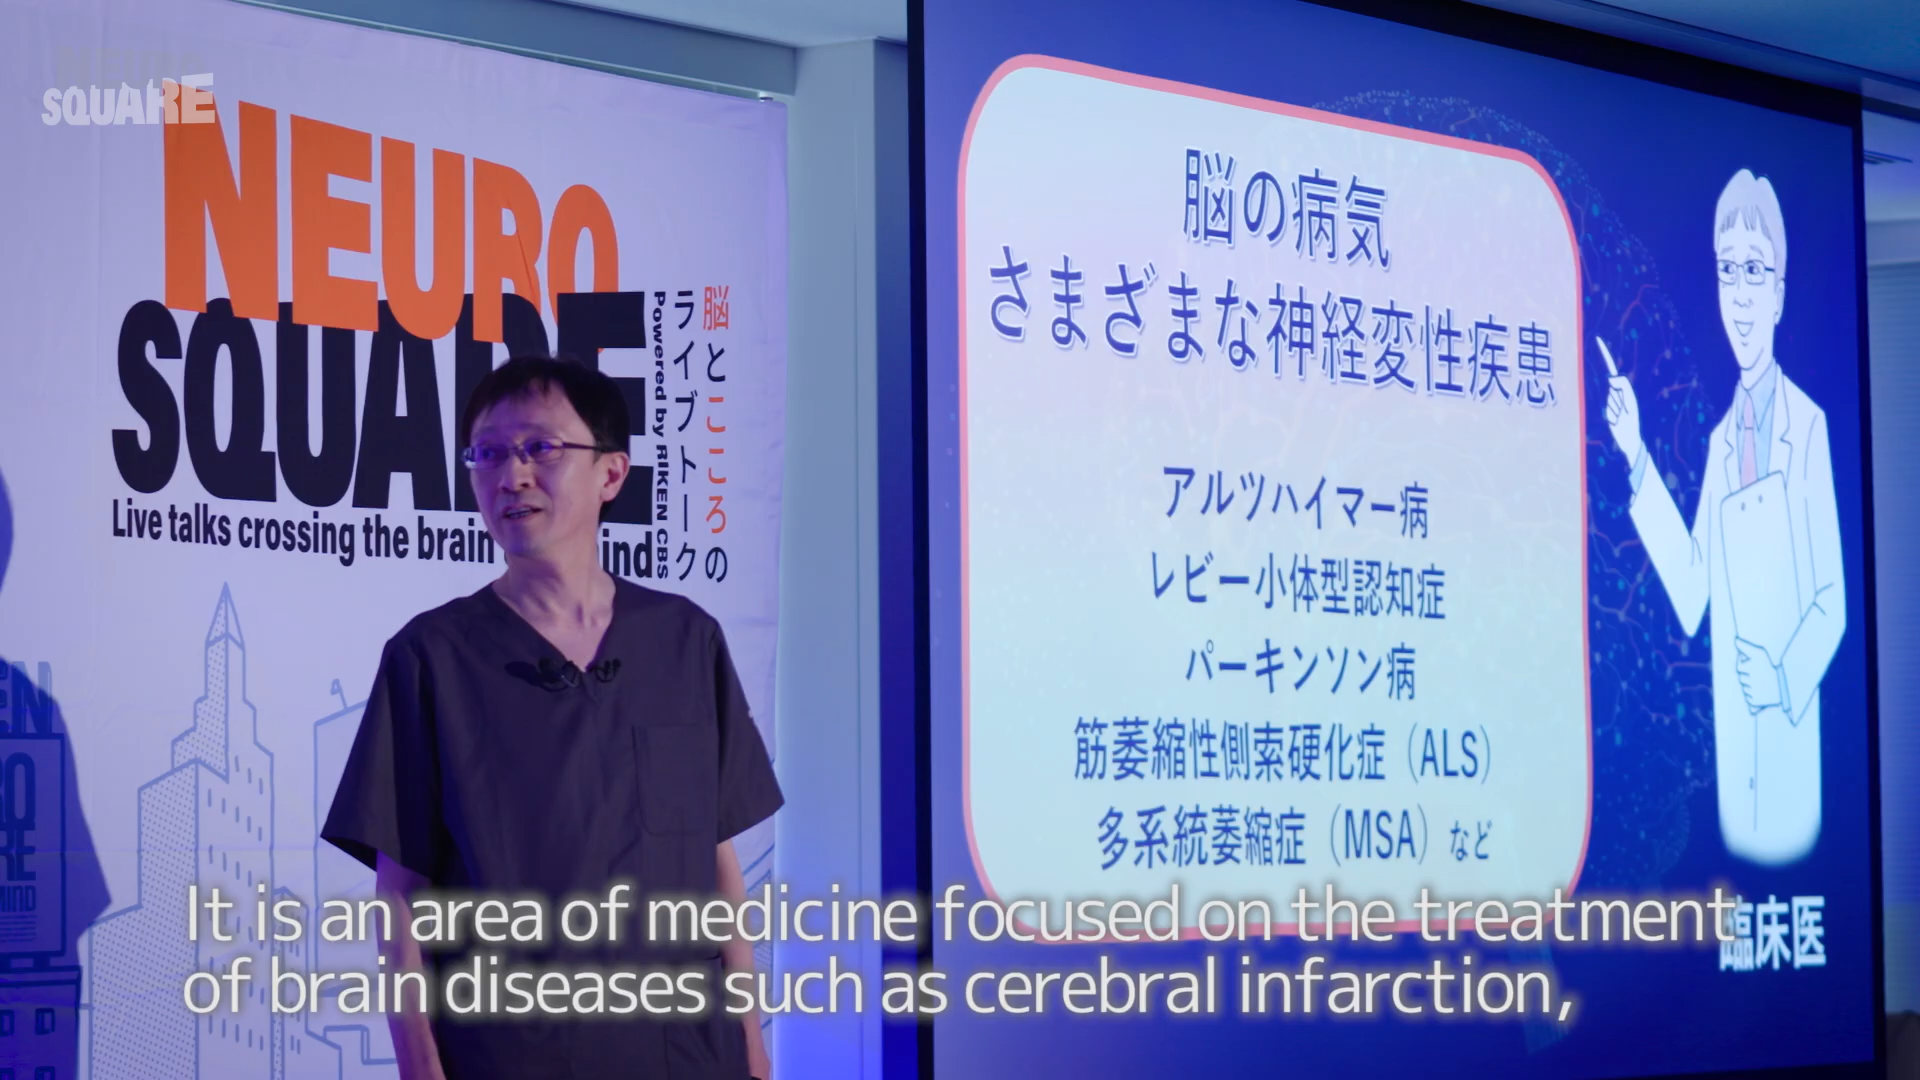 SQUARE
NEURO
SQUARE
Live talks crossing the brain
ind
脳とこころの
ライブトーク
Powered by RIKEN CBS
脳の病気
さまざまな神経変性疾患
アルツハイマー病
レビー小体型認知症
パーキンソン病
筋萎縮性側索硬化症（ALS）
多系統萎縮症（MSA）など
臨床医
It is an area of medicine focused on the treatment
of brain diseases such as cerebral infarction,